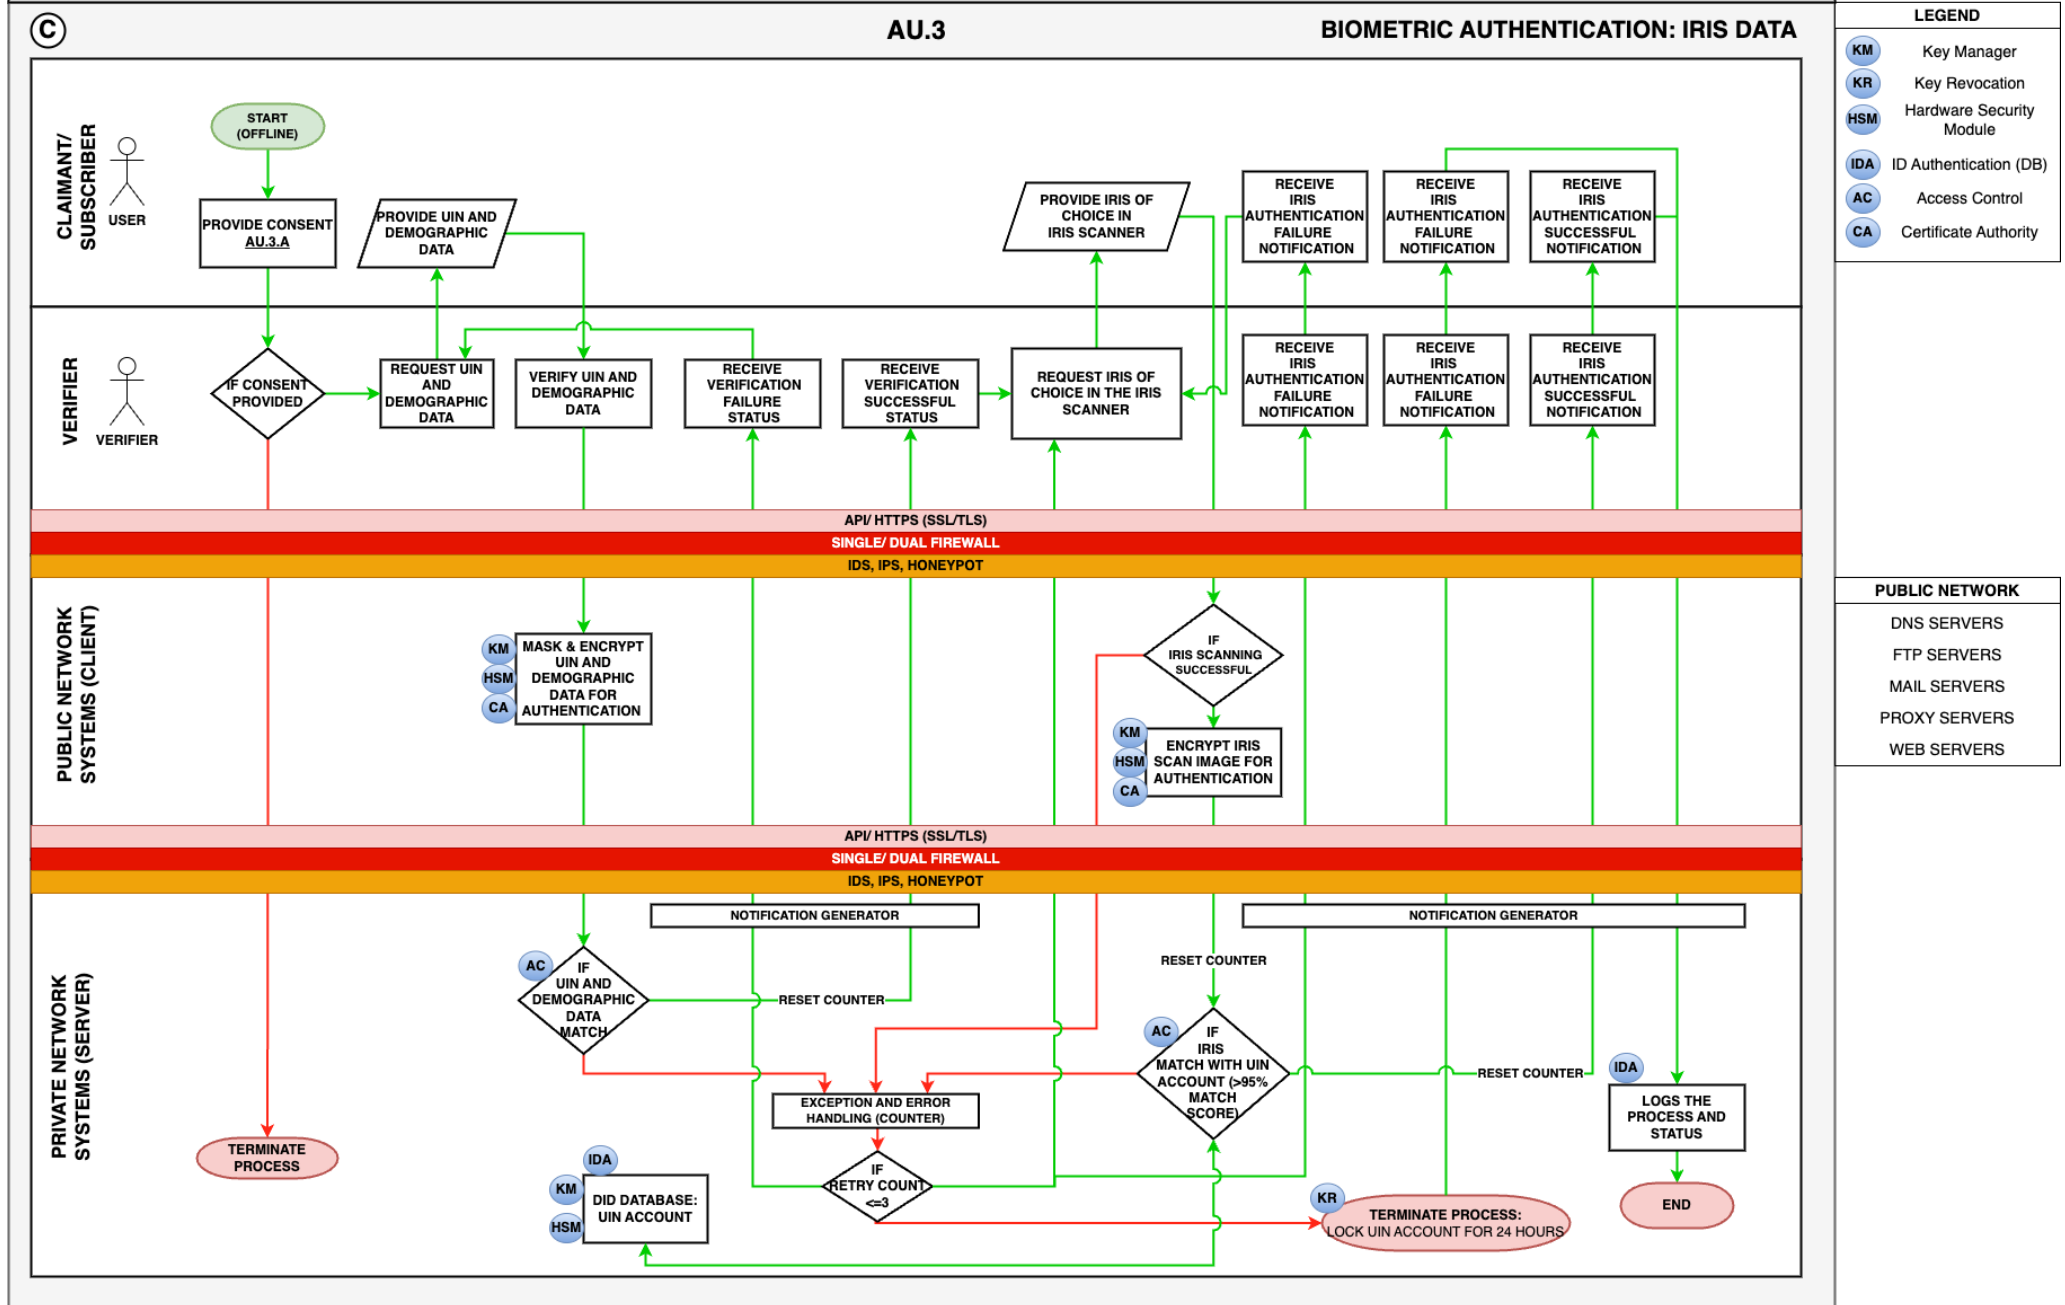 C
AU.3
BIOMETRIC AUTHENTICATION: IRIS DATA
LEGEND
KM
Key Manager
KR
Key Revocation
HSM
Hardware Security
Module
IDA
ID Authentication (DB)
AC
Access Control
CA
Certificate Authority
CLAIMANT/
SUBSCRIBER
USER
START
(OFFLINE)
PROVIDE CONSENT
AU.3.A
PROVIDE UIN AND
DEMOGRAPHIC
DATA
PROVIDE IRIS OF
CHOICE IN
IRIS SCANNER
RECEIVE
IRIS
AUTHENTICATION
FAILURE
NOTIFICATION
RECEIVE
IRIS
AUTHENTICATION
FAILURE
NOTIFICATION
RECEIVE
IRIS
AUTHENTICATION
SUCCESSFUL
NOTIFICATION
VERIFIER
VERIFIER
IF CONSENT
PROVIDED
REQUEST UIN
AND
DEMOGRAPHIC
DATA
VERIFY UIN AND
DEMOGRAPHIC
DATA
RECEIVE
VERIFICATION
FAILURE
STATUS
RECEIVE
VERIFICATION
SUCCESSFUL
STATUS
REQUEST IRIS OF
CHOICE IN THE IRIS
SCANNER
RECEIVE
IRIS
AUTHENTICATION
FAILURE
NOTIFICATION
RECEIVE
IRIS
AUTHENTICATION
FAILURE
NOTIFICATION
RECEIVE
IRIS
AUTHENTICATION
SUCCESSFUL
NOTIFICATION
API/ HTTPS (SSL/TLS)
SINGLE/ DUAL FIREWALL
IDS, IPS, HONEYPOT
PUBLIC NETWORK
SYSTEMS (CLIENT)
KM
HSM
CA
MASK & ENCRYPT
UIN AND
DEMOGRAPHIC
DATA FOR
AUTHENTICATION
IF
IRIS SCANNING
SUCCESSFUL
KM
HSM
CA
ENCRYPT IRIS
SCAN IMAGE FOR
AUTHENTICATION
PUBLIC NETWORK
DNS SERVERS
FTP SERVERS
MAIL SERVERS
PROXY SERVERS
WEB SERVERS
API/ HTTPS (SSL/TLS)
SINGLE/ DUAL FIREWALL
IDS, IPS, HONEYPOT
PRIVATE NETWORK
SYSTEMS (SERVER)
NOTIFICATION GENERATOR
NOTIFICATION GENERATOR
AC
IF
UIN AND
DEMOGRAPHIC
DATA
MATCH
RESET COUNTER
RESET COUNTER
AC
IF
IRIS
MATCH WITH UIN
ACCOUNT (>95%
MATCH
SCORE)
RESET COUNTER
IDA
LOGS THE
PROCESS AND
STATUS
EXCEPTION AND ERROR
HANDLING (COUNTER)
TERMINATE
PROCESS
IDA
KM
HSM
DID DATABASE:
UIN ACCOUNT
IF
RETRY COUNT
<=3
KR
TERMINATE PROCESS:
LOCK UIN ACCOUNT FOR 24 HOURS
END